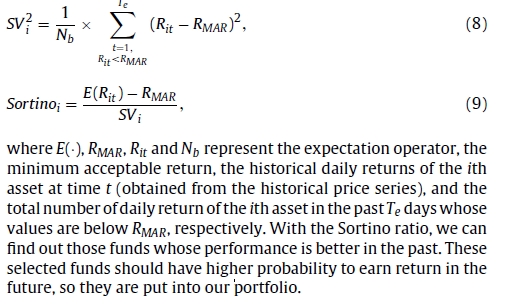 SV_i^2 = \frac{1}{N_b} \times \sum_{t=1, R_{it}<R_{MAR}}^{T_e} (R_{it} − R_{MAR})^2, (8)
Sortino_i = \frac{E(R_{it}) − R_{MAR}}{SV_i}, (9)
where E(·), R_{MAR}, R_{it} and N_b represent the expectation operator, the
minimum acceptable return, the historical daily returns of the ith
asset at time t (obtained from the historical price series), and the
total number of daily return of the ith asset in the past T_e days whose
values are below R_{MAR}, respectively. With the Sortino ratio, we can
find out those funds whose performance is better in the past. These
selected funds should have higher probability to earn return in the
future, so they are put into our portfolio.